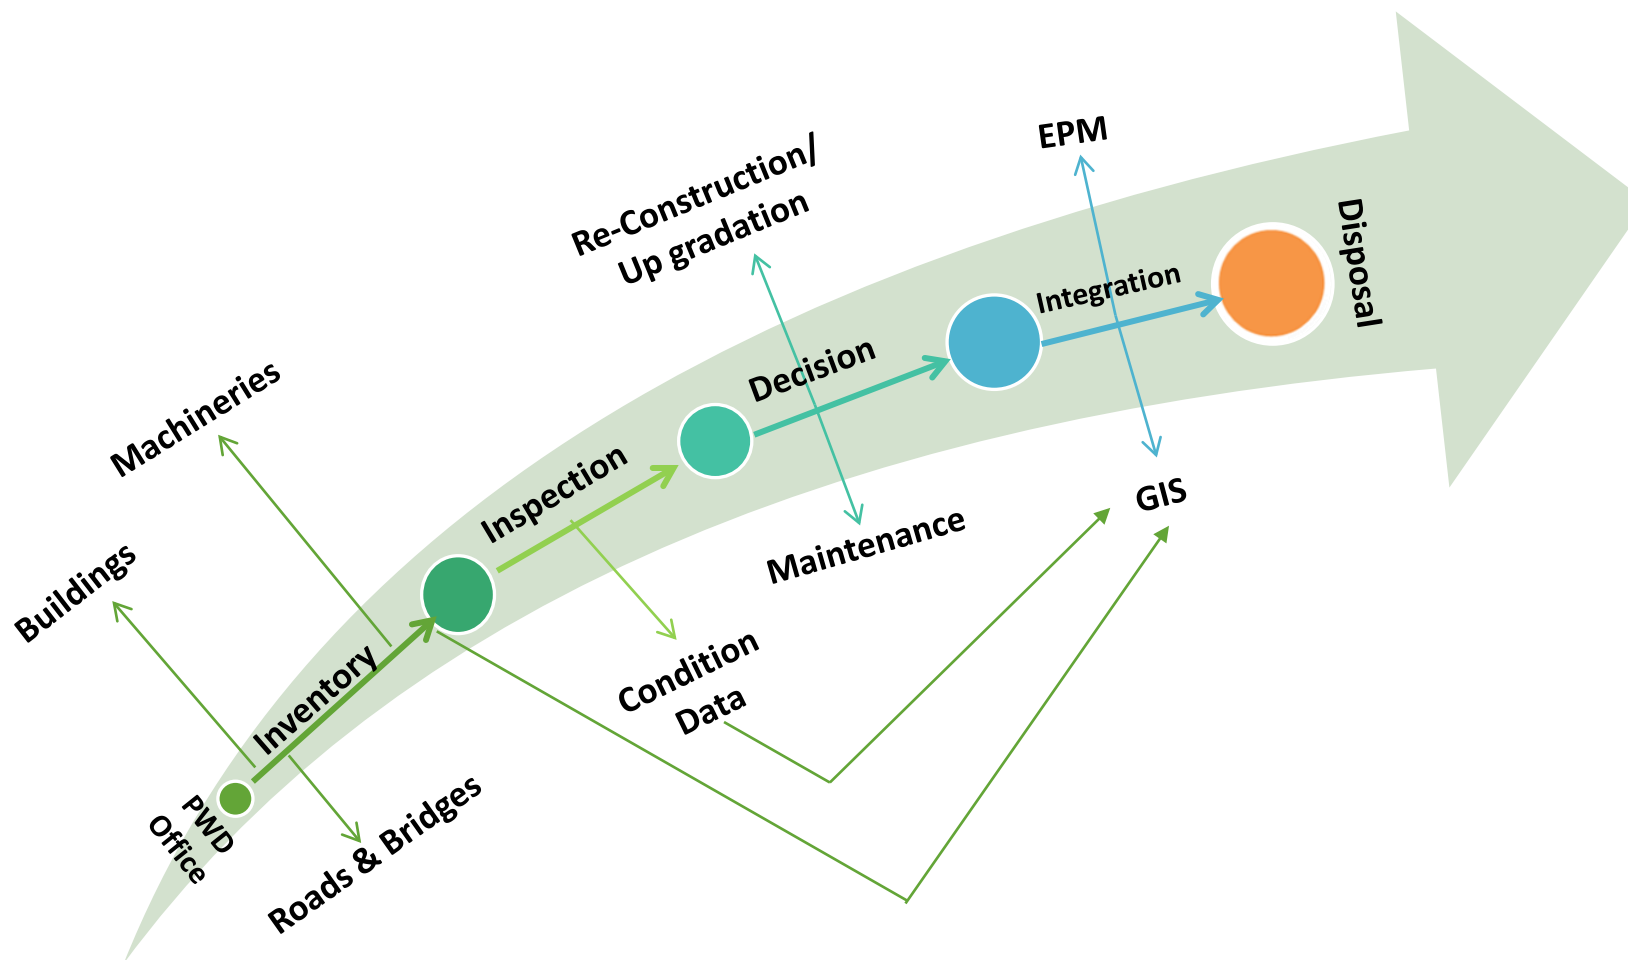 EPM
Re-Construction/
Up gradation
Disposal
Integration
Decision
Machineries
Inspection
GIS
Maintenance
Buildings
Inventory
Condition
Data
PWD
Office
Roads & Bridges